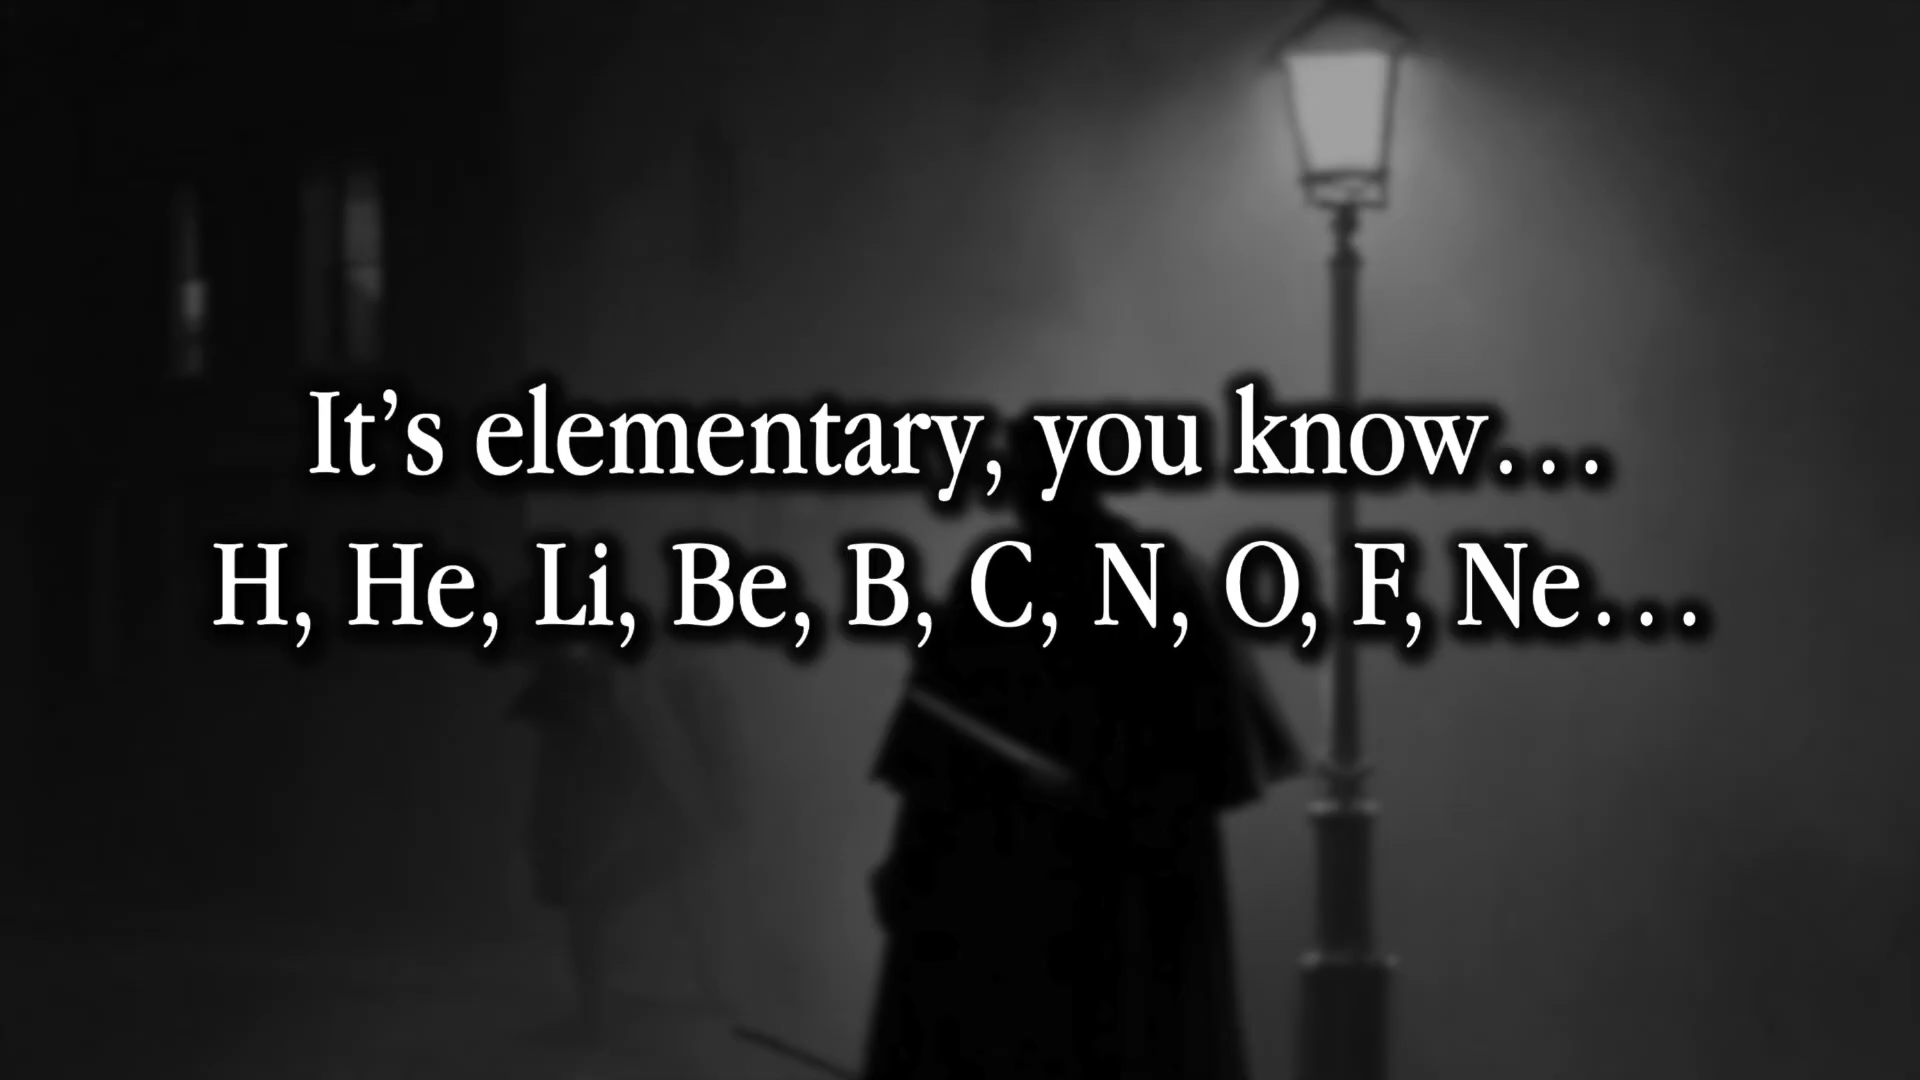 It’s elementary, you know…
H, He, Li, Be, B, C, N, O, F, Ne…